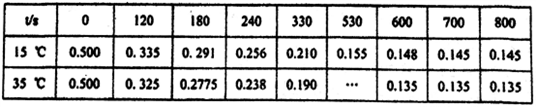 t/s 0 120 180 240 330 530 600 700 800
15 ℃ 0.500 0.335 0.291 0.256 0.210 0.155 0.148 0.145 0.145
35 ℃ 0.500 0.325 0.2775 0.238 0.190 … 0.135 0.135 0.135